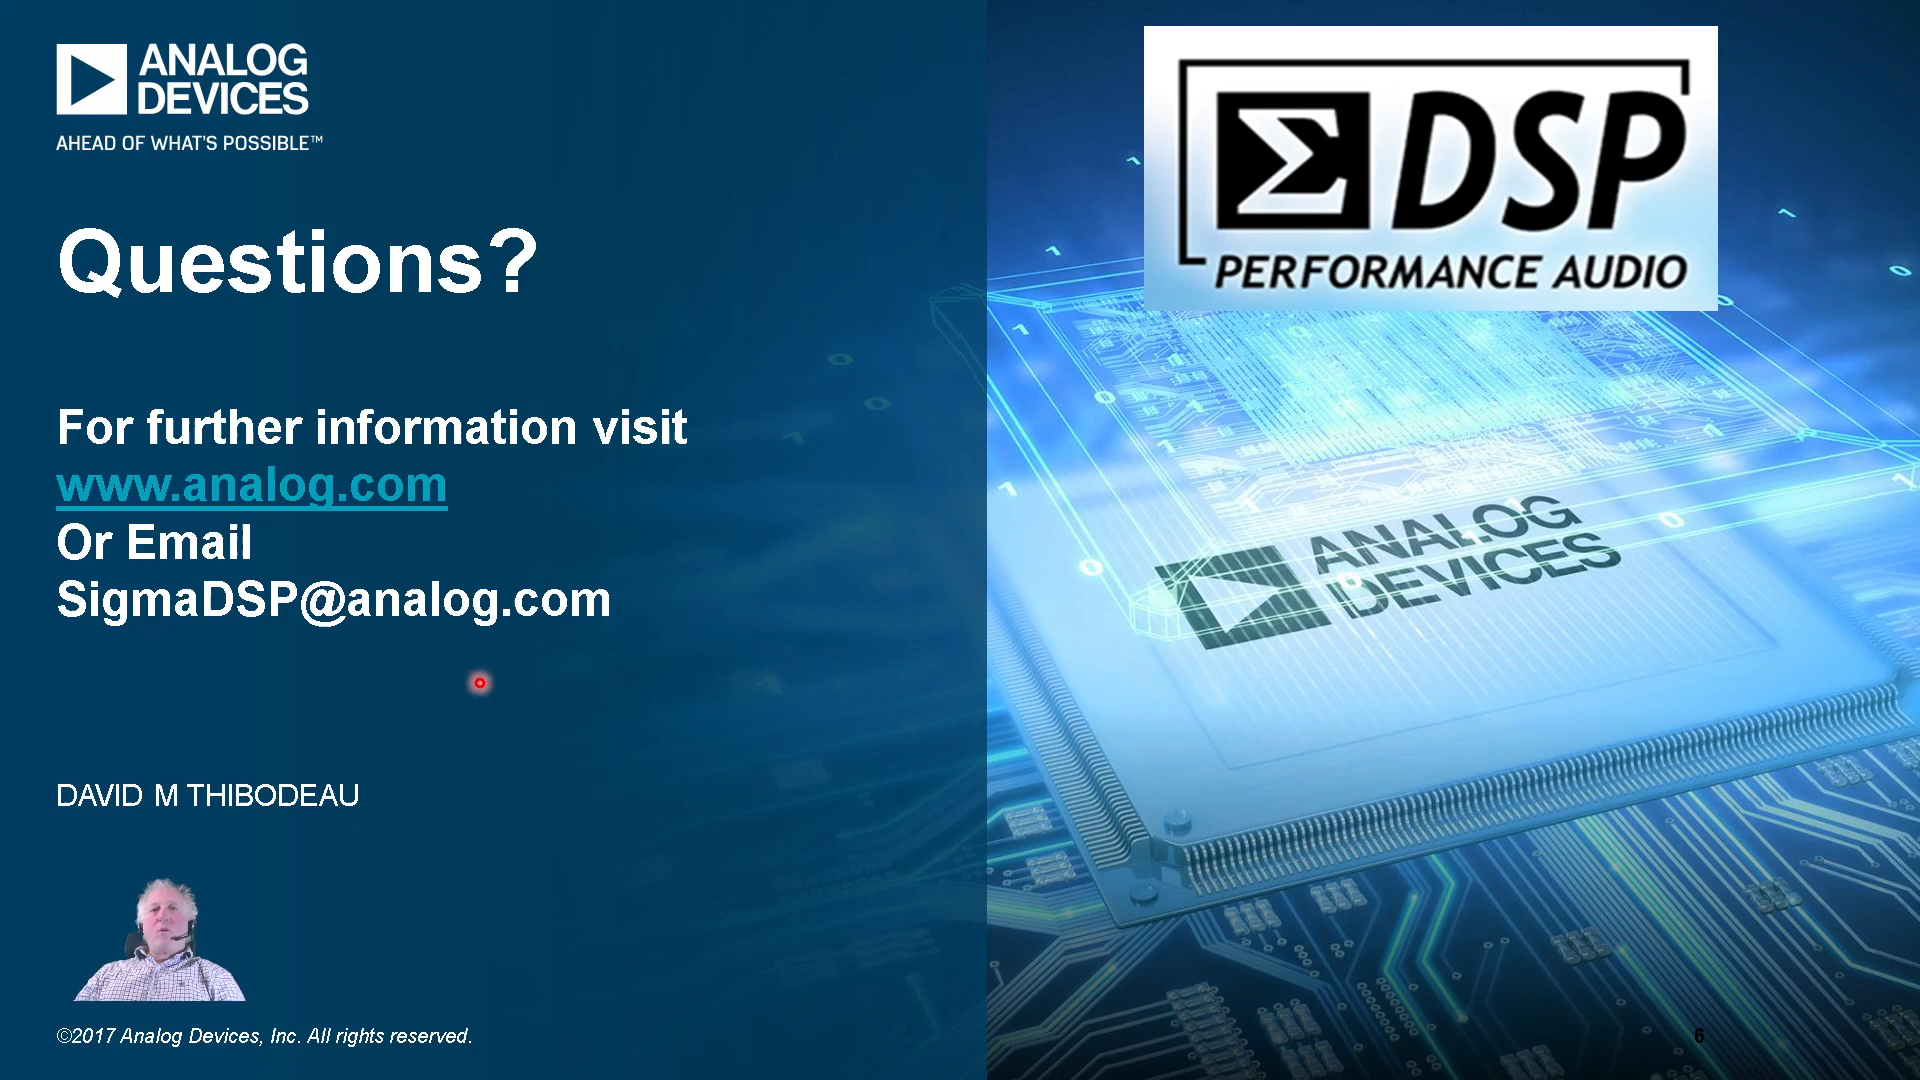 ANALOG
DEVICES
AHEAD OF WHAT'S POSSIBLE™
Questions?
For further information visit
www.analog.com
Or Email
SigmaDSP@analog.com
DAVID M THIBODEAU
©2017 Analog Devices, Inc. All rights reserved.
ΣDSP
PERFORMANCE AUDIO
ANALOG
DEVICES
6